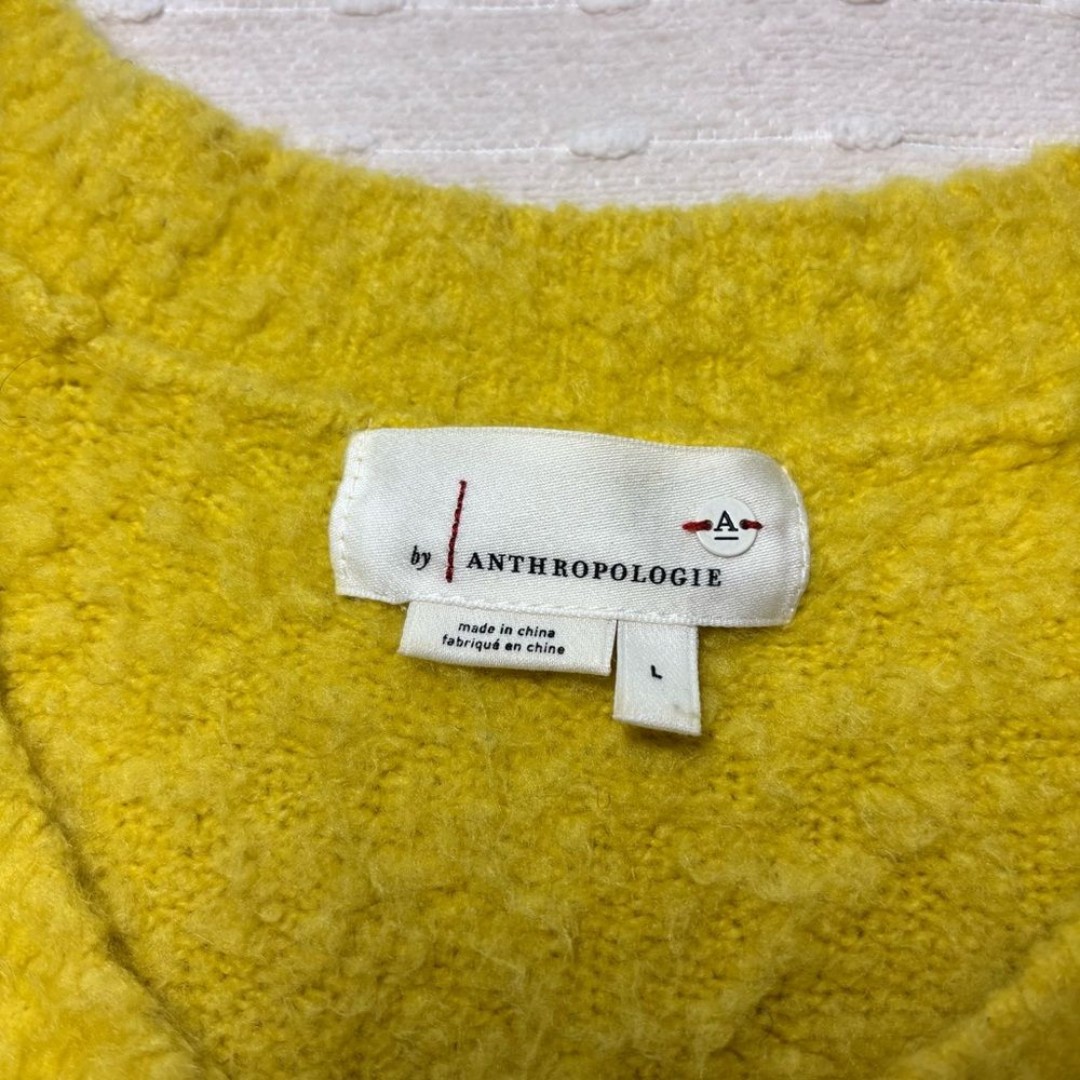 A
by ANTHROPOLOGIE
made in china
fabriqué en chine
L